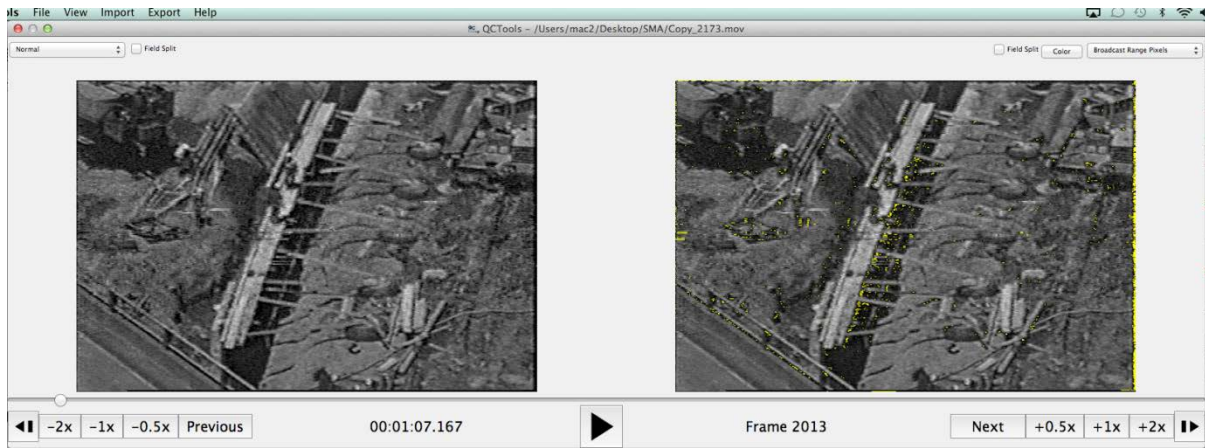 ols File View Import Export Help
QCTools - /Users/mac2/Desktop/SMA/Copy_2173.mov
Normal Field Split Field Split Color Broadcast Range Pixels
-2x -1x -0.5x Previous 00:01:07.167 Frame 2013 Next +0.5x +1x +2x